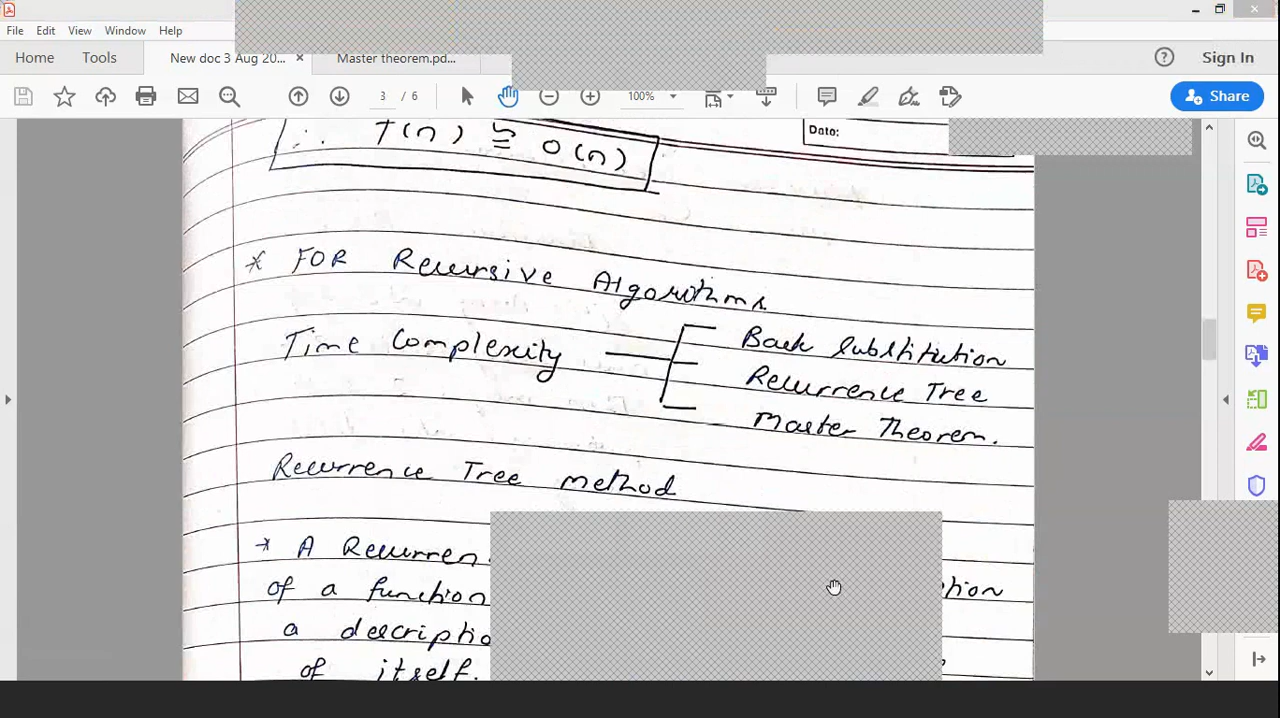 File Edit View Window Help
Home Tools New doc 3 Aug 20... × Master theorem.pd... Sign In
3 / 6 100% Share
Date:
∴ T(n) ≅ O(n)
* FOR Recursive Algorithms.
Time Complexity
Back Substitution
Recurrence Tree
Master Theorem.
Recurrence Tree method
→ A Recurren
of a function
a descriptio
of itself.